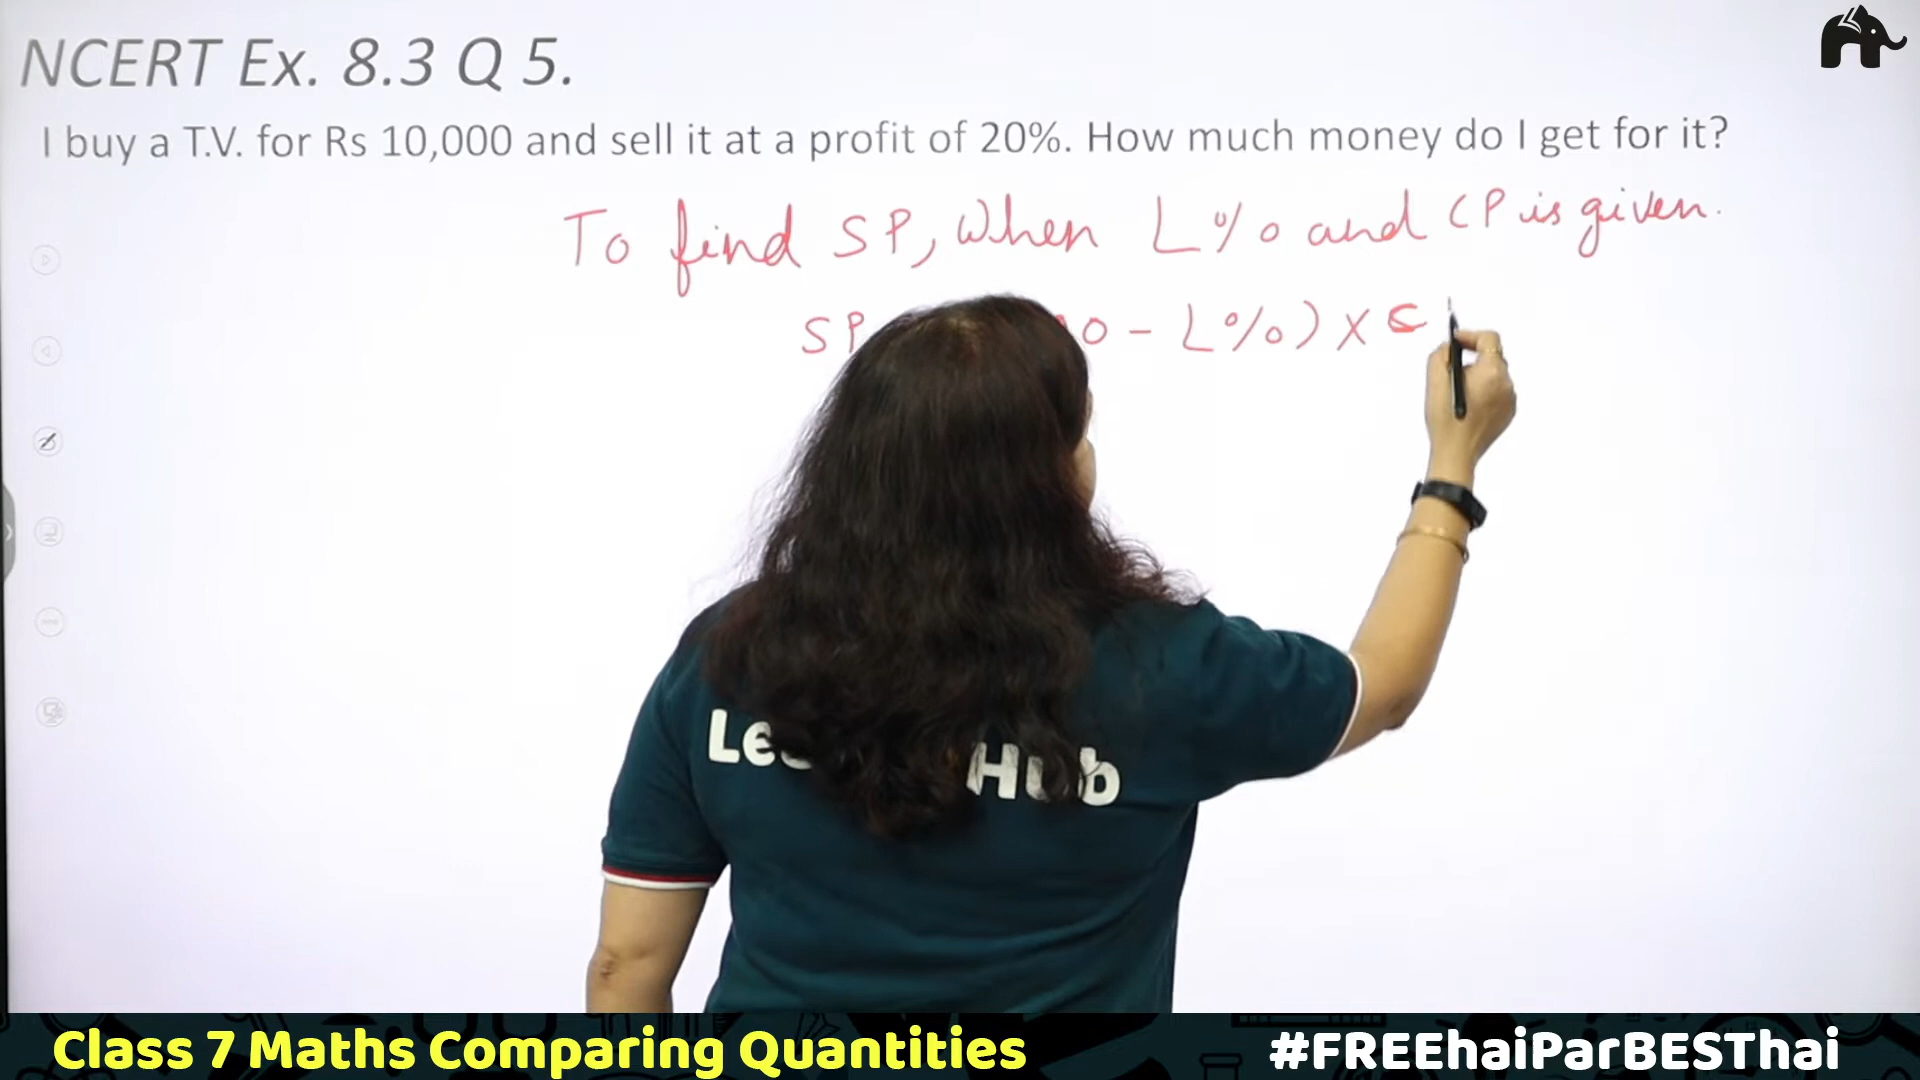 NCERT Ex. 8.3 Q 5.
I buy a T.V. for Rs 10,000 and sell it at a profit of 20%. How much money do I get for it?
To find SP, When L% and CP is given.
SP 0 - L%) X C
Hub
Class 7 Maths Comparing Quantities
#FREEhaiParBESThai